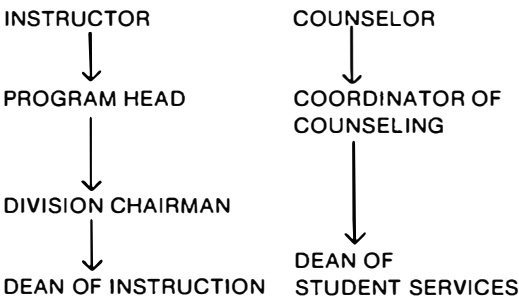 INSTRUCTOR
PROGRAM HEAD
DIVISION CHAIRMAN
DEAN OF INSTRUCTION
COUNSELOR
COORDINATOR OF
COUNSELING
DEAN OF
STUDENT SERVICES